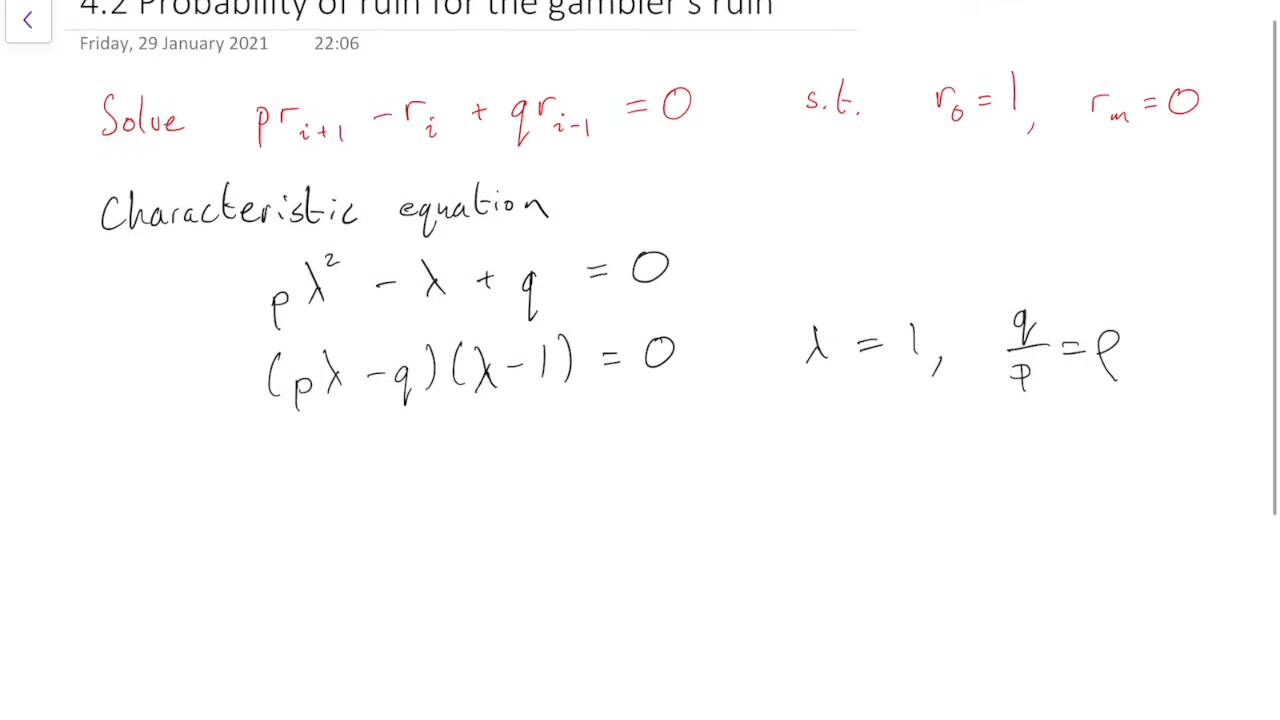 4.2 Probability of ruin for the gambler's ruin
Friday, 29 January 2021 22:06
Solve pr_{i+1} - r_i + qr_{i-1} = 0 s.t. r_0 = 1, r_m = 0
Characteristic equation
pλ² - λ + q = 0
(pλ - q)(λ - 1) = 0 λ = 1, q/p = ρ